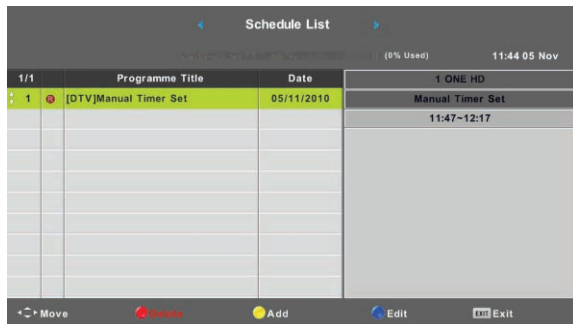 Schedule List
(0% Used) 11:44 05 Nov
1/1 Programme Title Date 1 ONE HD
1 R [DTV]Manual Timer Set 05/11/2010 Manual Timer Set
11:47~12:17
Move Delete Add Edit EXIT Exit